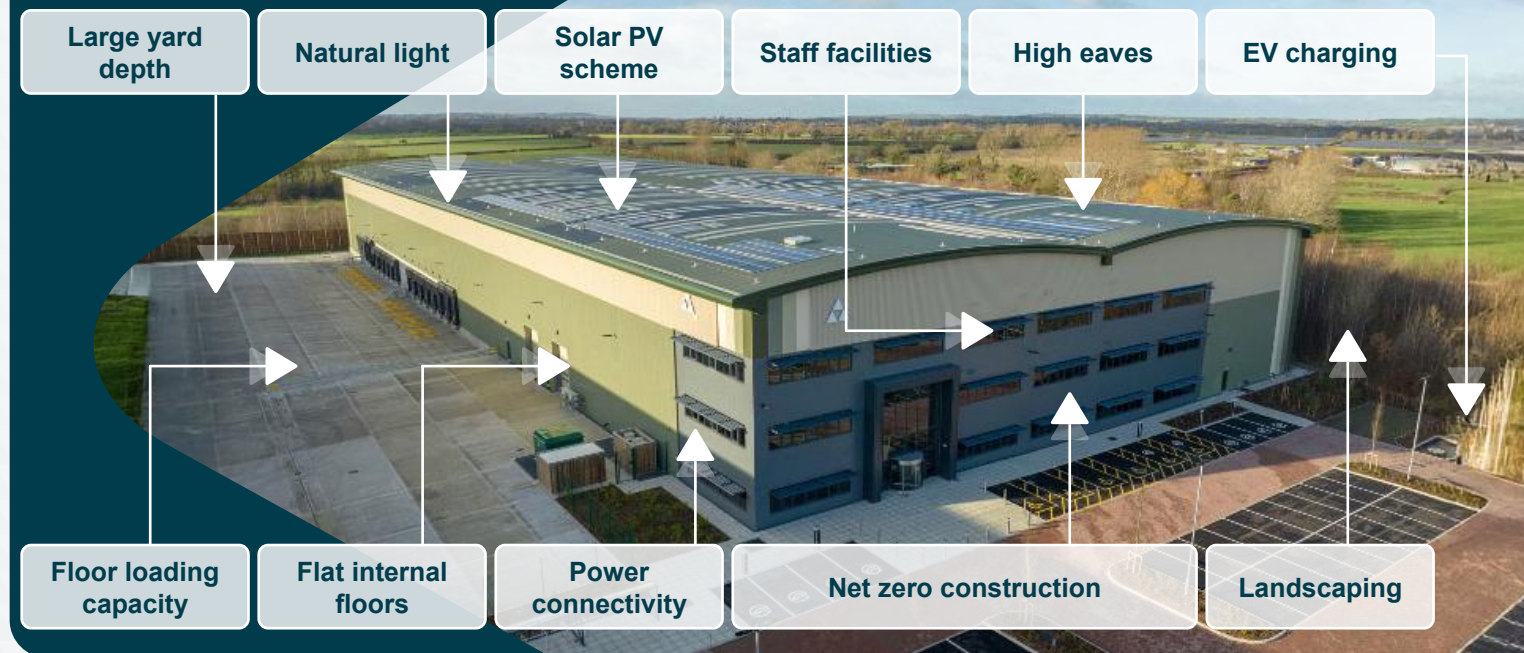 Large yard
depth
Natural light
Solar PV
scheme
Staff facilities
High eaves
EV charging
Floor loading
capacity
Flat internal
floors
Power
connectivity
Net zero construction
Landscaping